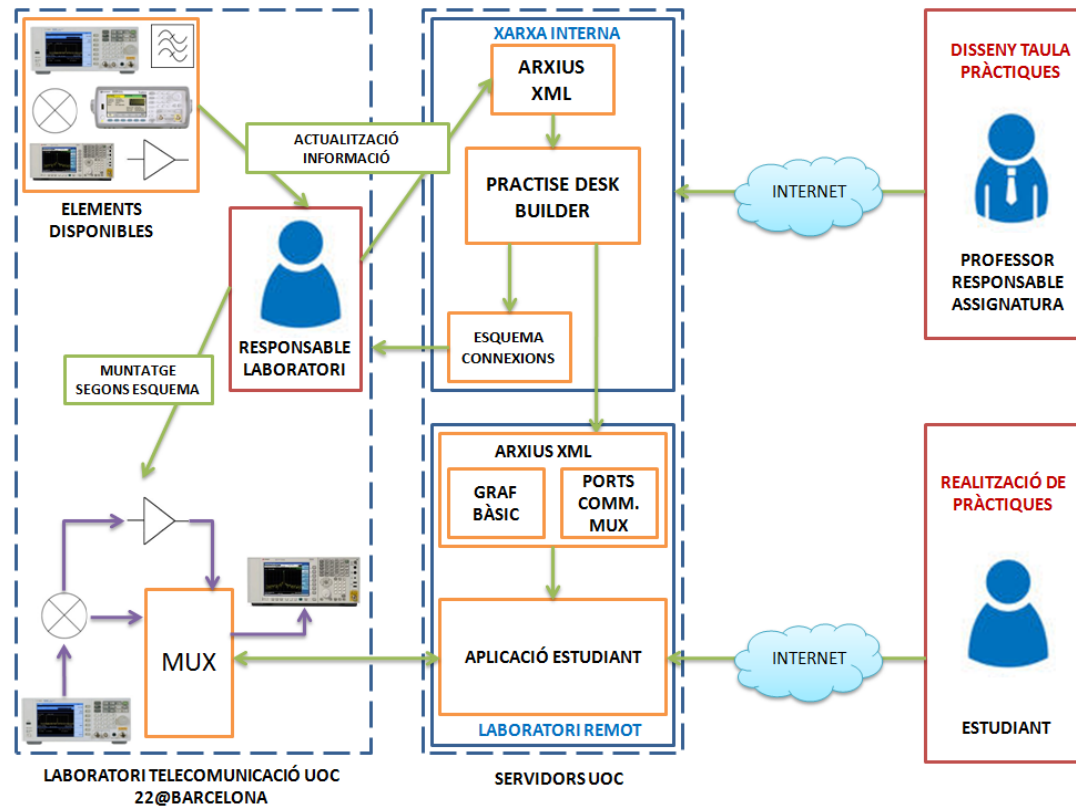 XARXA INTERNA
ARXIUS
XML
PRACTISE DESK
BUILDER
ESQUEMA
CONNEXIONS
ACTUALITZACIÓ
INFORMACIÓ
ELEMENTS
DISPONIBLES
RESPONSABLE
LABORATORI
MUNTATGE
SEGONS ESQUEMA
MUX
LABORATORI TELECOMUNICACIÓ UOC
22@BARCELONA
ARXIUS XML
GRAF
BÀSIC
PORTS
COMM.
MUX
APLICACIÓ ESTUDIANT
LABORATORI REMOT
SERVIDORS UOC
INTERNET
INTERNET
DISSENY TAULA
PRÀCTIQUES
PROFESSOR
RESPONSABLE
ASSIGNATURA
REALITZACIÓ DE
PRÀCTIQUES
ESTUDIANT